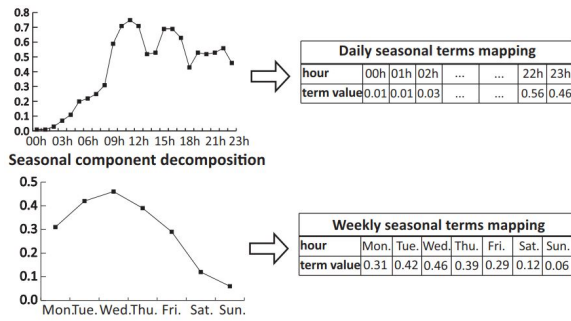 0.8
0.7
0.6
0.5
0.4
0.3
0.2
0.1
0.0
00h 03h 06h 09h 12h 15h 18h 20h 23h
Daily seasonal terms mapping
hour 00h 01h 02h ... ... 22h 23h
term value 0.01 0.01 0.03 ... ... 0.56 0.46
Seasonal component decomposition
0.5
0.4
0.3
0.2
0.1
0.0
Mon.Tue. Wed.Thu. Fri. Sat. Sun.
Weekly seasonal terms mapping
hour Mon. Tue. Wed. Thu. Fri. Sat. Sun.
term value 0.31 0.42 0.46 0.39 0.29 0.12 0.06